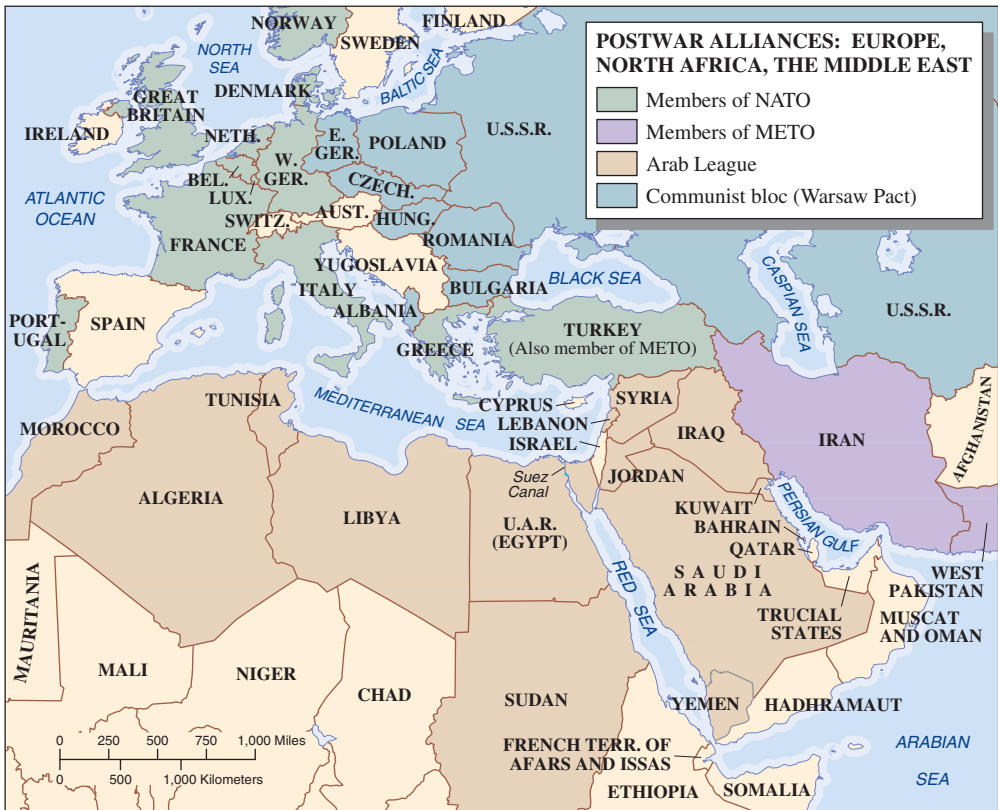 POSTWAR ALLIANCES: EUROPE,
NORTH AFRICA, THE MIDDLE EAST
Members of NATO
Members of METO
Arab League
Communist bloc (Warsaw Pact)
NORWAY
FINLAND
SWEDEN
NORTH
SEA
BALTIC SEA
DENMARK
GREAT
BRITAIN
IRELAND
NETH.
E.
GER.
POLAND
U.S.S.R.
W.
GER.
BEL.
LUX.
CZECH.
ATLANTIC
OCEAN
SWITZ.
AUST.
HUNG.
FRANCE
ROMANIA
YUGOSLAVIA
ITALY
BULGARIA
BLACK SEA
CASPIAN SEA
ALBANIA
PORT-
UGAL
SPAIN
GREECE
TURKEY
(Also member of METO)
U.S.S.R.
MEDITERRANEAN SEA
TUNISIA
CYPRUS
SYRIA
LEBANON
ISRAEL
MOROCCO
IRAQ
IRAN
AFGHANISTAN
JORDAN
Suez
Canal
ALGERIA
LIBYA
U.A.R.
(EGYPT)
KUWAIT
BAHRAIN
QATAR
PERSIAN GULF
SAUDI
ARABIA
WEST
PAKISTAN
RED SEA
TRUCIAL
STATES
MUSCAT
AND OMAN
MAURITANIA
MALI
NIGER
CHAD
SUDAN
YEMEN
HADHRAMAUT
FRENCH TERR. OF
AFARS AND ISSAS
ARABIAN
SEA
ETHIOPIA
SOMALIA
0 250 500 750 1,000 Miles
0 500 1,000 Kilometers